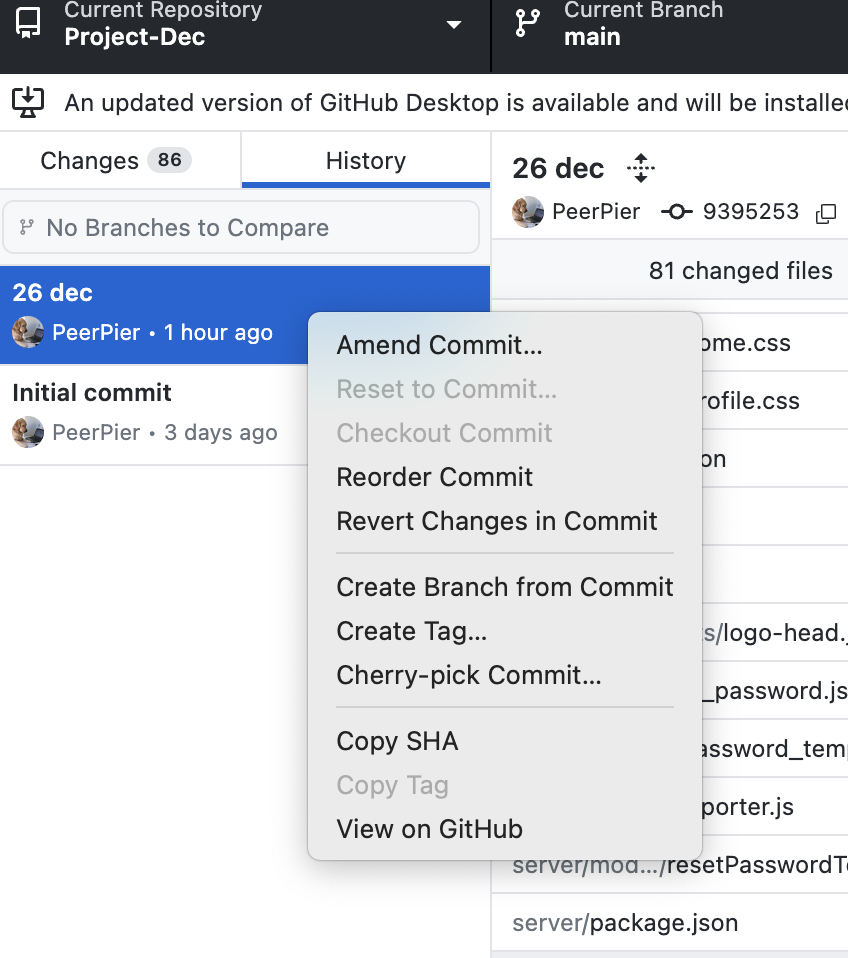 Current Repository
Project-Dec
Current Branch
main
An updated version of GitHub Desktop is available and will be installed
Changes 86
History
No Branches to Compare
26 dec
PeerPier • 1 hour ago
Initial commit
PeerPier • 3 days ago
26 dec
PeerPier 9395253
81 changed files
ome.css
rofile.css
on
s/logo-head.
_password.js
assword_temp
porter.js
server/mod.../resetPasswordTo
server/package.json
Amend Commit...
Reset to Commit...
Checkout Commit
Reorder Commit
Revert Changes in Commit
Create Branch from Commit
Create Tag...
Cherry-pick Commit...
Copy SHA
Copy Tag
View on GitHub